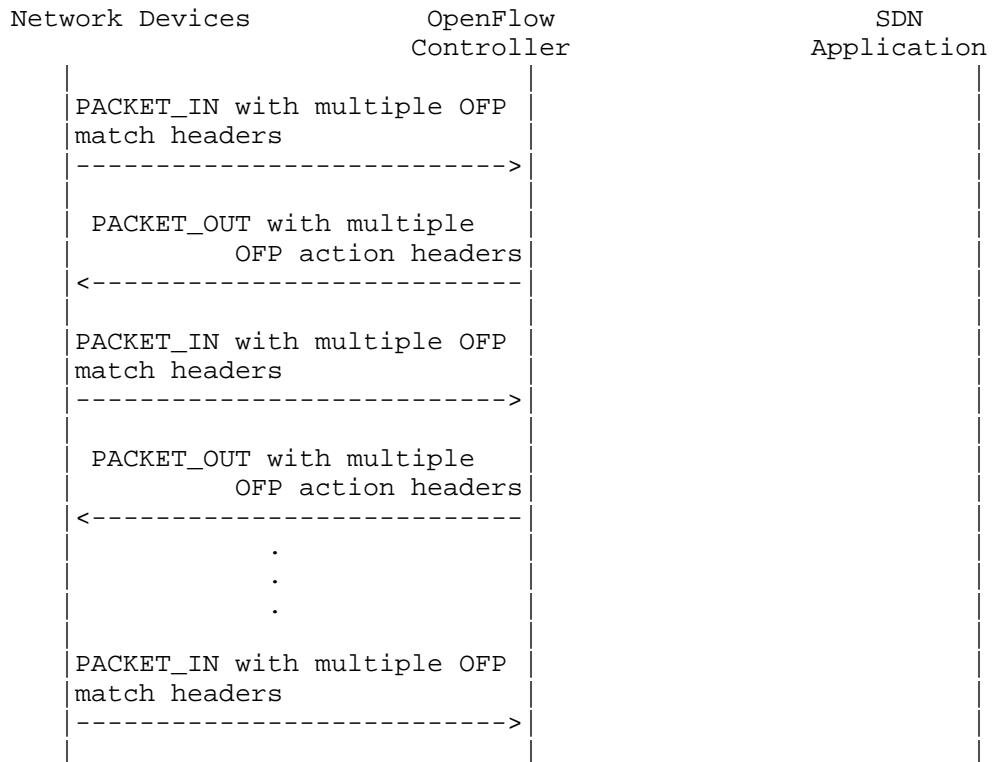 Network Devices OpenFlow SDN
Controller Application
PACKET_IN with multiple OFP
match headers
PACKET_OUT with multiple
OFP action headers
PACKET_IN with multiple OFP
match headers
PACKET_OUT with multiple
OFP action headers
.
.
.
PACKET_IN with multiple OFP
match headers